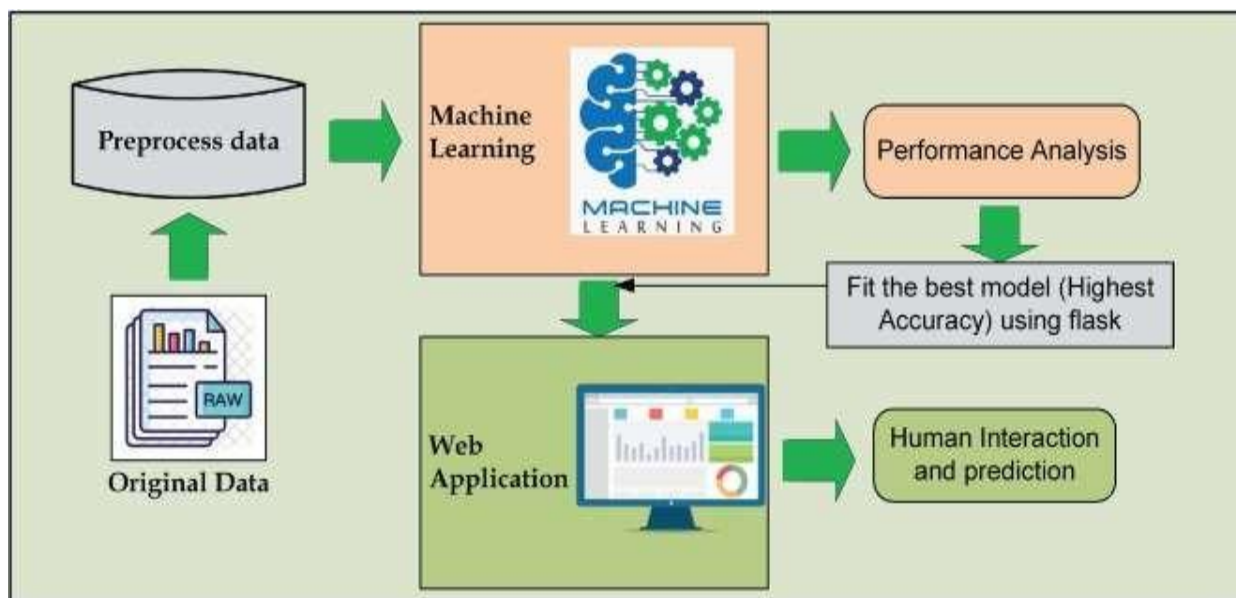 Preprocess data
Machine
Learning
MACHINE
LEARNING
Performance Analysis
Fit the best model (Highest
Accuracy) using flask
RAW
Original Data
Web
Application
Human Interaction
and prediction